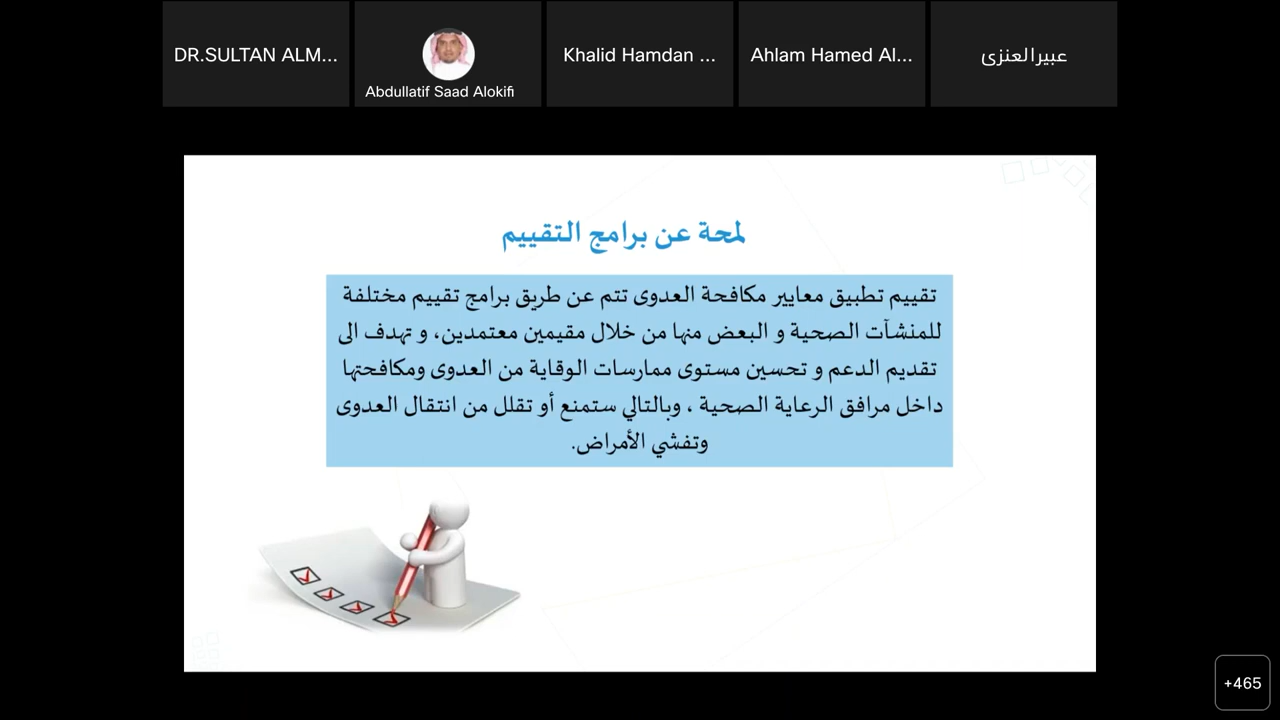 DR.SULTAN ALM...
Abdullatif Saad Alokifi
Khalid Hamdan ...
Ahlam Hamed Al...
عبيرالعنزى
لمحة عن برامج التقييم
تقييم تطبيق معايير مكافحة العدوى تتم عن طريق برامج تقييم مختلفة
للمنشآت الصحية و البعض منها من خلال مقيمين معتمدين، و تهدف الى
تقديم الدعم و تحسين مستوى ممارسات الوقاية من العدوى ومكافحتها
داخل مرافق الرعاية الصحية ، وبالتالي ستمنع أو تقلل من انتقال العدوى
وتفشي الأمراض.
+465